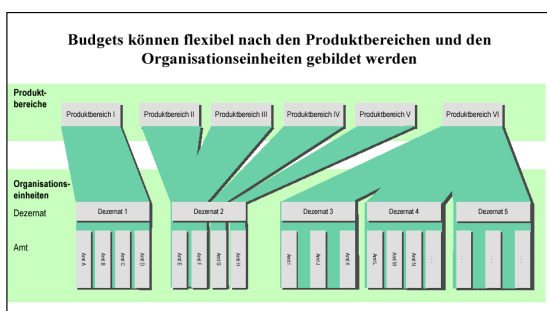 Budgets können flexibel nach den Produktbereichen und den
Organisationseinheiten gebildet werden
Produkt-
bereiche
Produktbereich I
Produktbereich II
Produktbereich III
Produktbereich IV
Produktbereich V
Produktbereich VI
Organisations-
einheiten
Dezernat
Dezernat 1
Dezernat 2
Dezernat 3
Dezernat 4
Dezernat 5
Amt
Amt A
Amt B
Amt C
Amt D
Amt E
Amt F
Amt G
Amt H
Amt I
Amt J
Amt K
Amt L
Amt M
Amt N
...
...
...
...